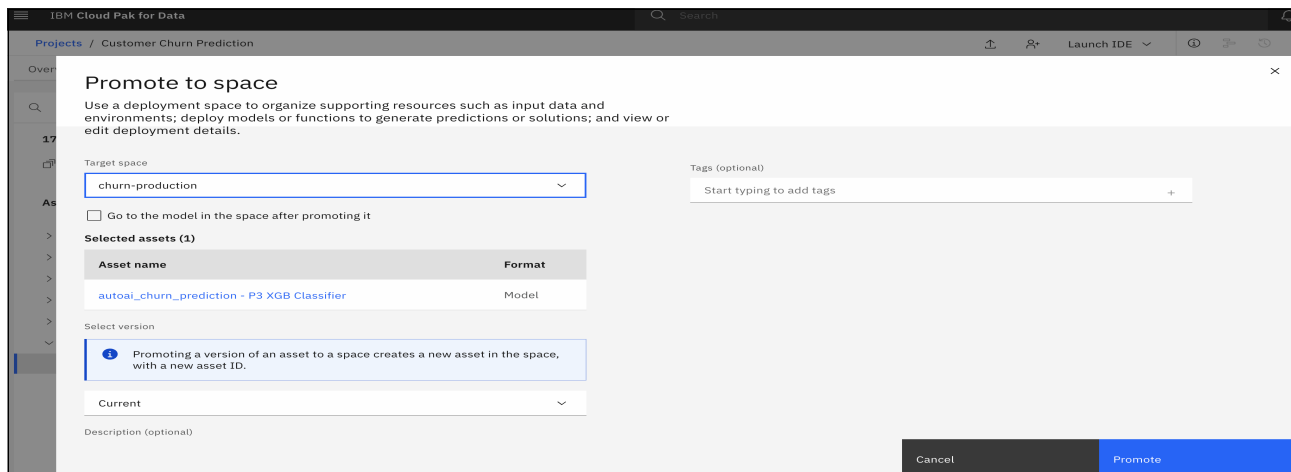 IBM Cloud Pak for Data
Search
Projects / Customer Churn Prediction
Launch IDE
Over
Promote to space
Use a deployment space to organize supporting resources such as input data and
environments; deploy models or functions to generate predictions or solutions; and view or
edit deployment details.
17
Target space
churn-production
Tags (optional)
Start typing to add tags
As
Go to the model in the space after promoting it
Selected assets (1)
Asset name Format
autoai_churn_prediction - P3 XGB Classifier Model
Select version
Promoting a version of an asset to a space creates a new asset in the space,
with a new asset ID.
Current
Description (optional)
Cancel
Promote